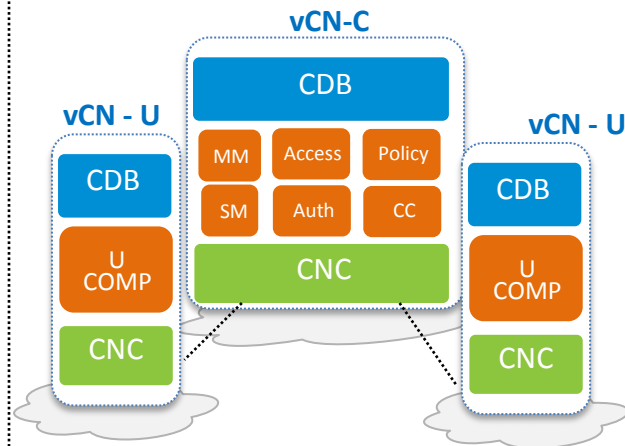 vCN-C
CDB
MM Access Policy
SM Auth CC
CNC
vCN - U
CDB
U
COMP
CNC
vCN - U
CDB
U
COMP
CNC